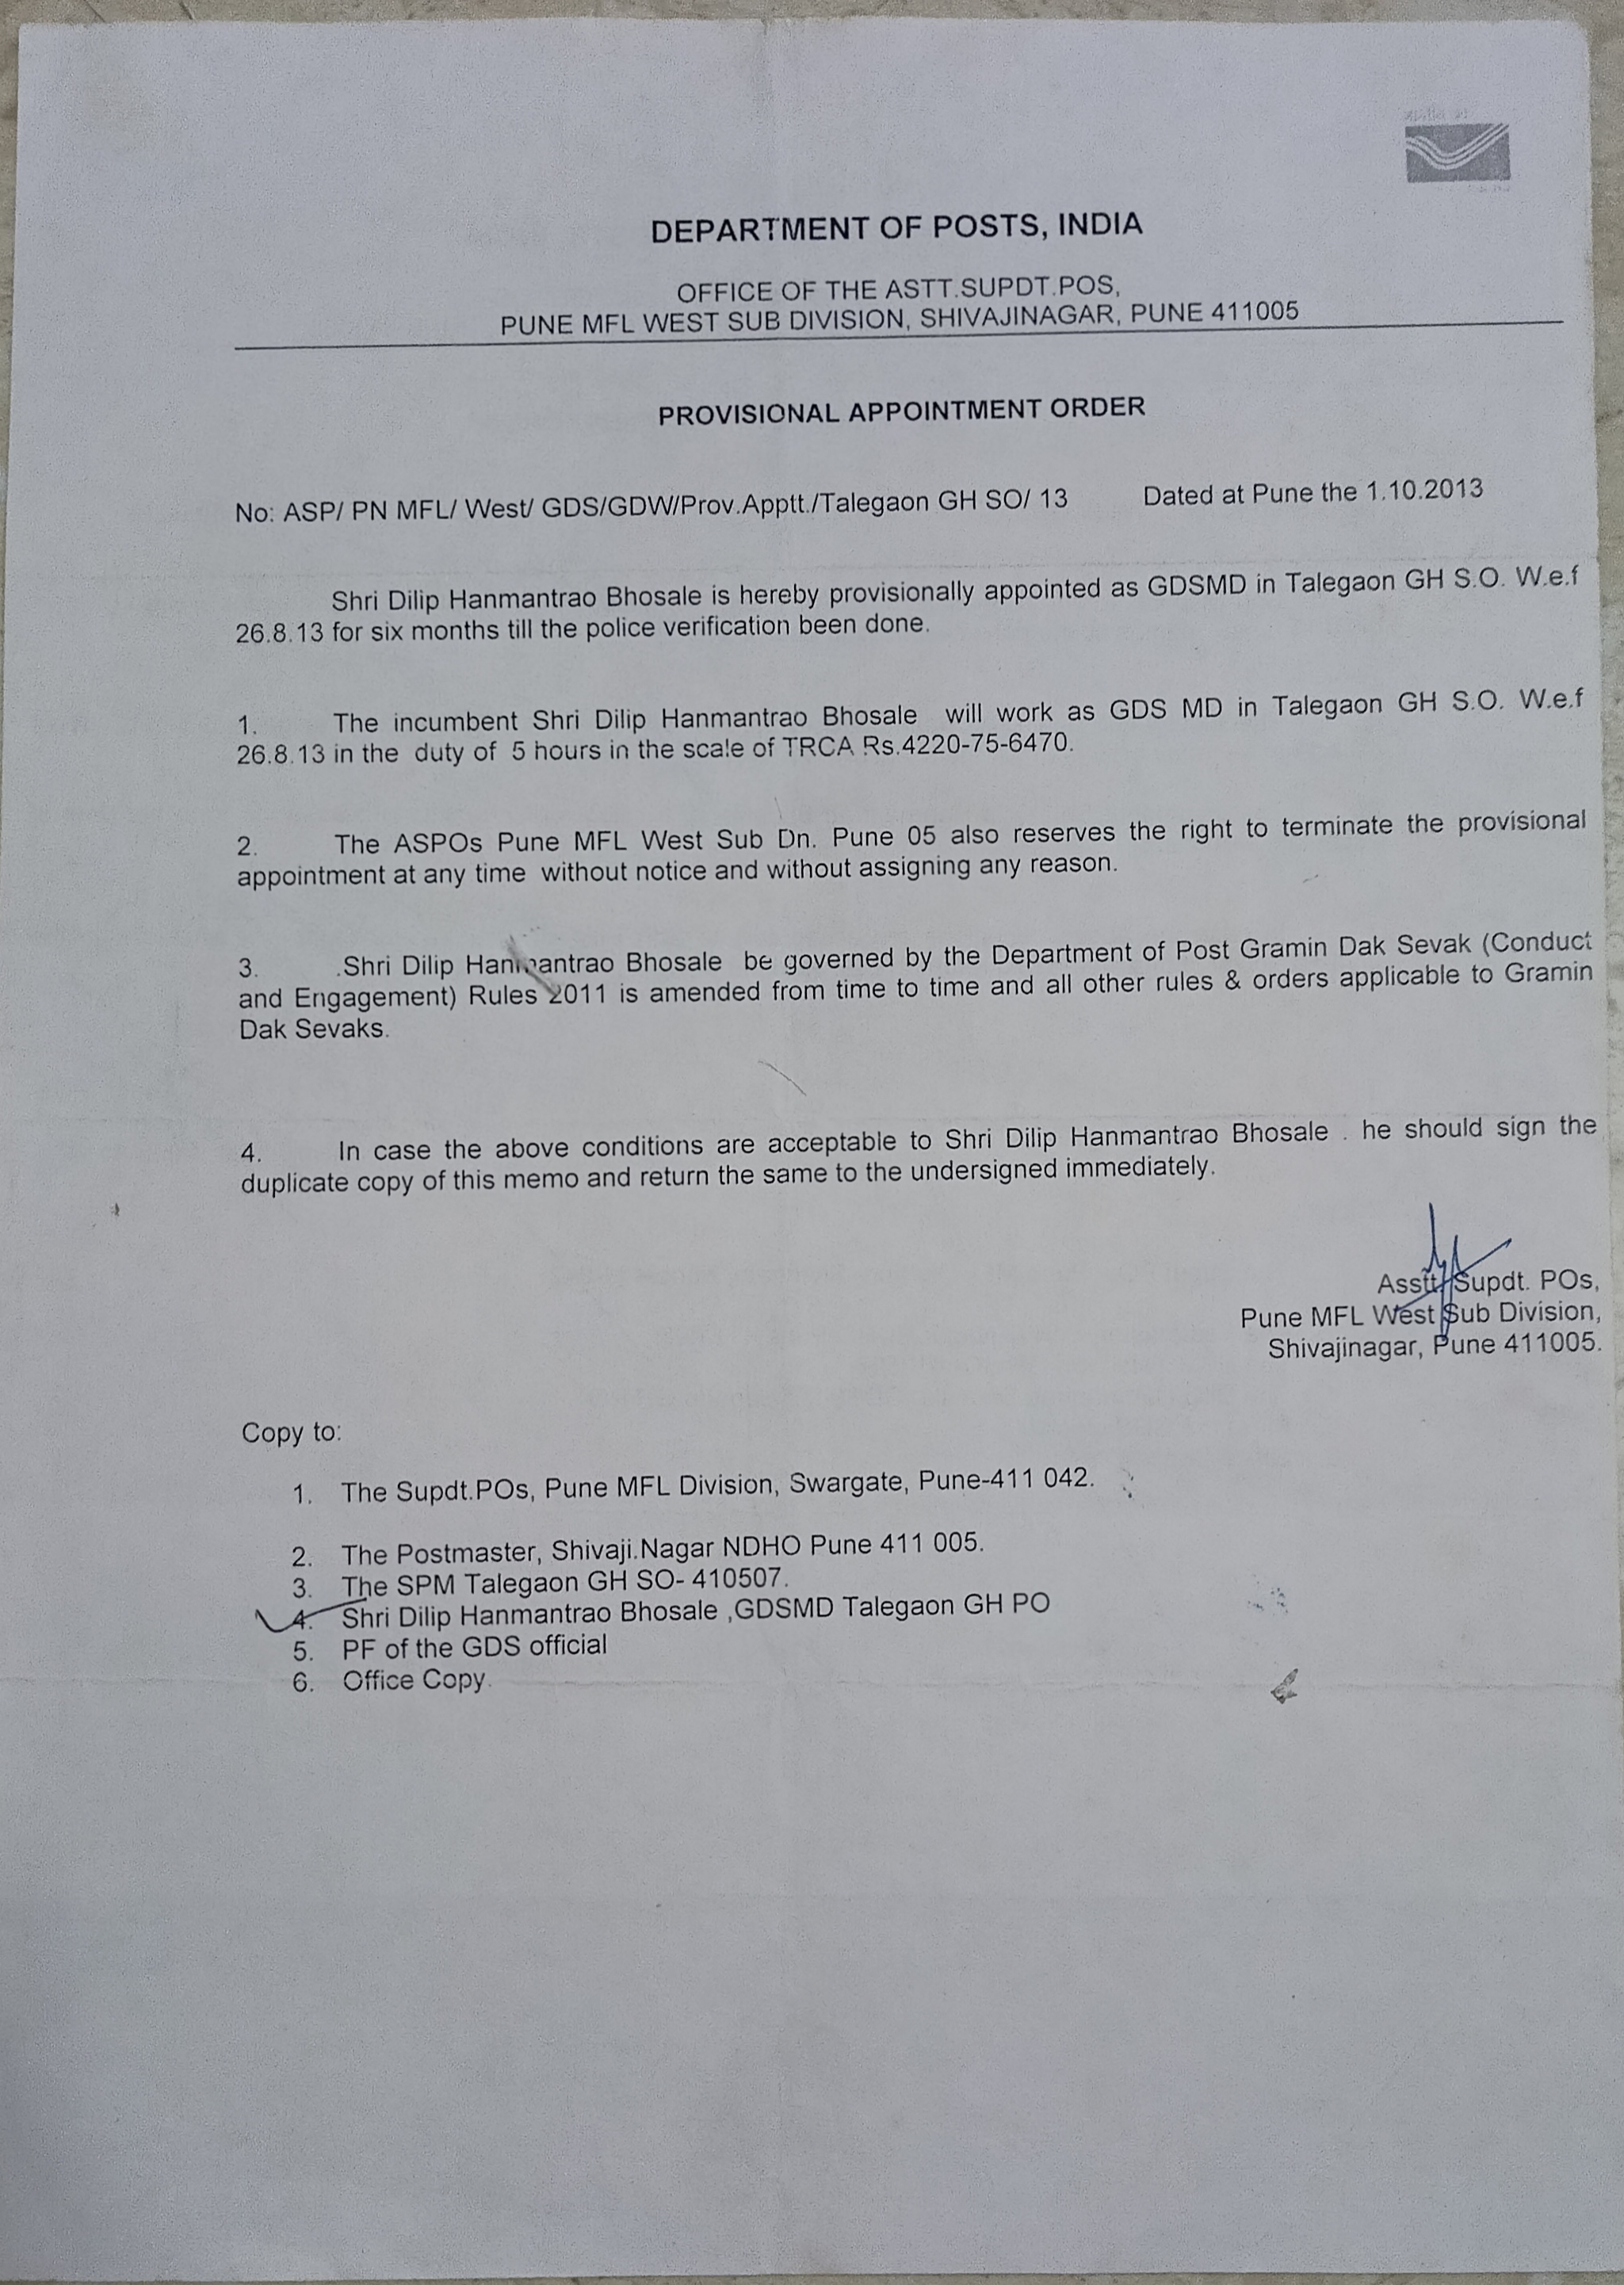 DEPARTMENT OF POSTS, INDIA
OFFICE OF THE ASTT.SUPDT.POS,
PUNE MFL WEST SUB DIVISION, SHIVAJINAGAR, PUNE 411005
PROVISIONAL APPOINTMENT ORDER
No: ASP/ PN MFL/ West/ GDS/GDW/Prov.Apptt./Talegaon GH SO/ 13 Dated at Pune the 1.10.2013
Shri Dilip Hanmantrao Bhosale is hereby provisionally appointed as GDSMD in Talegaon GH S.O. W.e.f
26.8.13 for six months till the police verification been done.
1. The incumbent Shri Dilip Hanmantrao Bhosale will work as GDS MD in Talegaon GH S.O. W.e.f
26.8.13 in the duty of 5 hours in the scale of TRCA Rs.4220-75-6470.
2. The ASPOs Pune MFL West Sub Dn. Pune 05 also reserves the right to terminate the provisional
appointment at any time without notice and without assigning any reason.
3. .Shri Dilip Hanmantrao Bhosale be governed by the Department of Post Gramin Dak Sevak (Conduct
and Engagement) Rules 2011 is amended from time to time and all other rules & orders applicable to Gramin
Dak Sevaks.
4. In case the above conditions are acceptable to Shri Dilip Hanmantrao Bhosale . he should sign the
duplicate copy of this memo and return the same to the undersigned immediately.
Asstt. Supdt. POs,
Pune MFL West Sub Division,
Shivajinagar, Pune 411005.
Copy to:
1. The Supdt.POs, Pune MFL Division, Swargate, Pune-411 042.
2. The Postmaster, Shivaji.Nagar NDHO Pune 411 005.
3. The SPM Talegaon GH SO- 410507.
4. Shri Dilip Hanmantrao Bhosale ,GDSMD Talegaon GH PO
5. PF of the GDS official
6. Office Copy